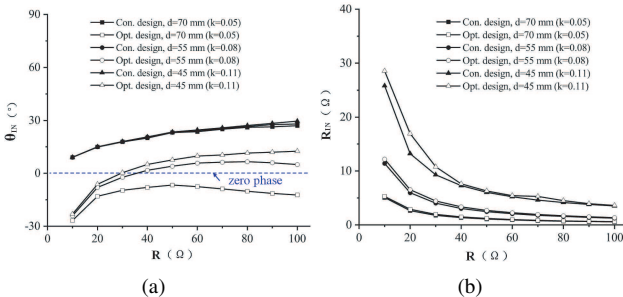 Con. design, d=70 mm (k=0.05)
Opt. design, d=70 mm (k=0.05)
Con. design, d=55 mm (k=0.08)
Opt. design, d=55 mm (k=0.08)
Con. design, d=45 mm (k=0.11)
Opt. design, d=45 mm (k=0.11)
90
60
30
0
-30
θIN (°)
zero phase
0 20 40 60 80 100
R (Ω)
(a)
Con. design, d=70 mm (k=0.05)
Opt. design, d=70 mm (k=0.05)
Con. design, d=55 mm (k=0.08)
Opt. design, d=55 mm (k=0.08)
Con. design, d=45 mm (k=0.11)
Opt. design, d=45 mm (k=0.11)
40
30
20
10
0
RIN (Ω)
0 20 40 60 80 100
R (Ω)
(b)